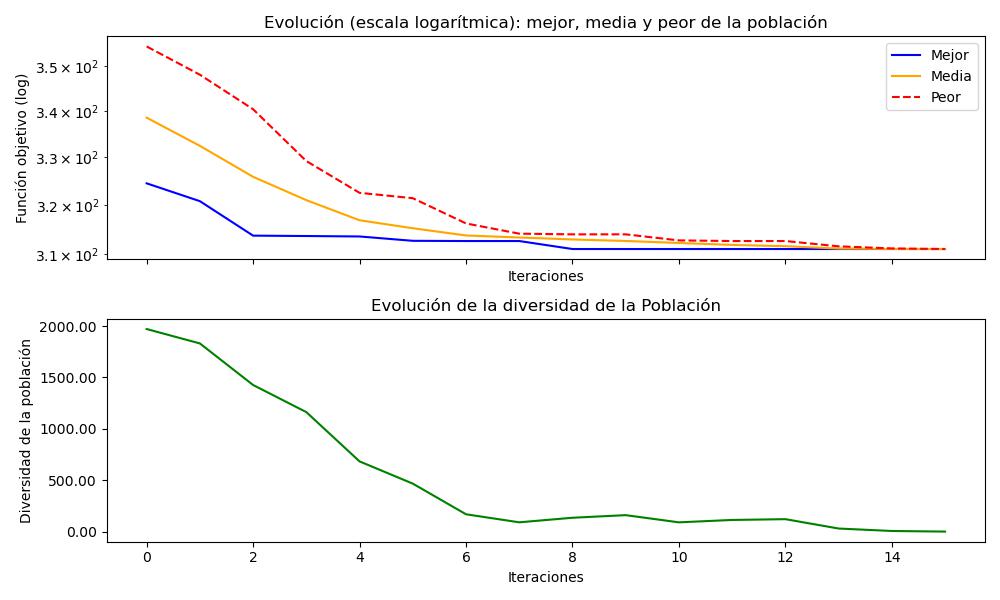 Evolución (escala logarítmica): mejor, media y peor de la población
Función objetivo (log)
3.5 × 10²
3.4 × 10²
3.3 × 10²
3.2 × 10²
3.1 × 10²
Mejor
Media
Peor
Iteraciones
Evolución de la diversidad de la Población
Diversidad de la población
2000.00
1500.00
1000.00
500.00
0.00
0 2 4 6 8 10 12 14
Iteraciones